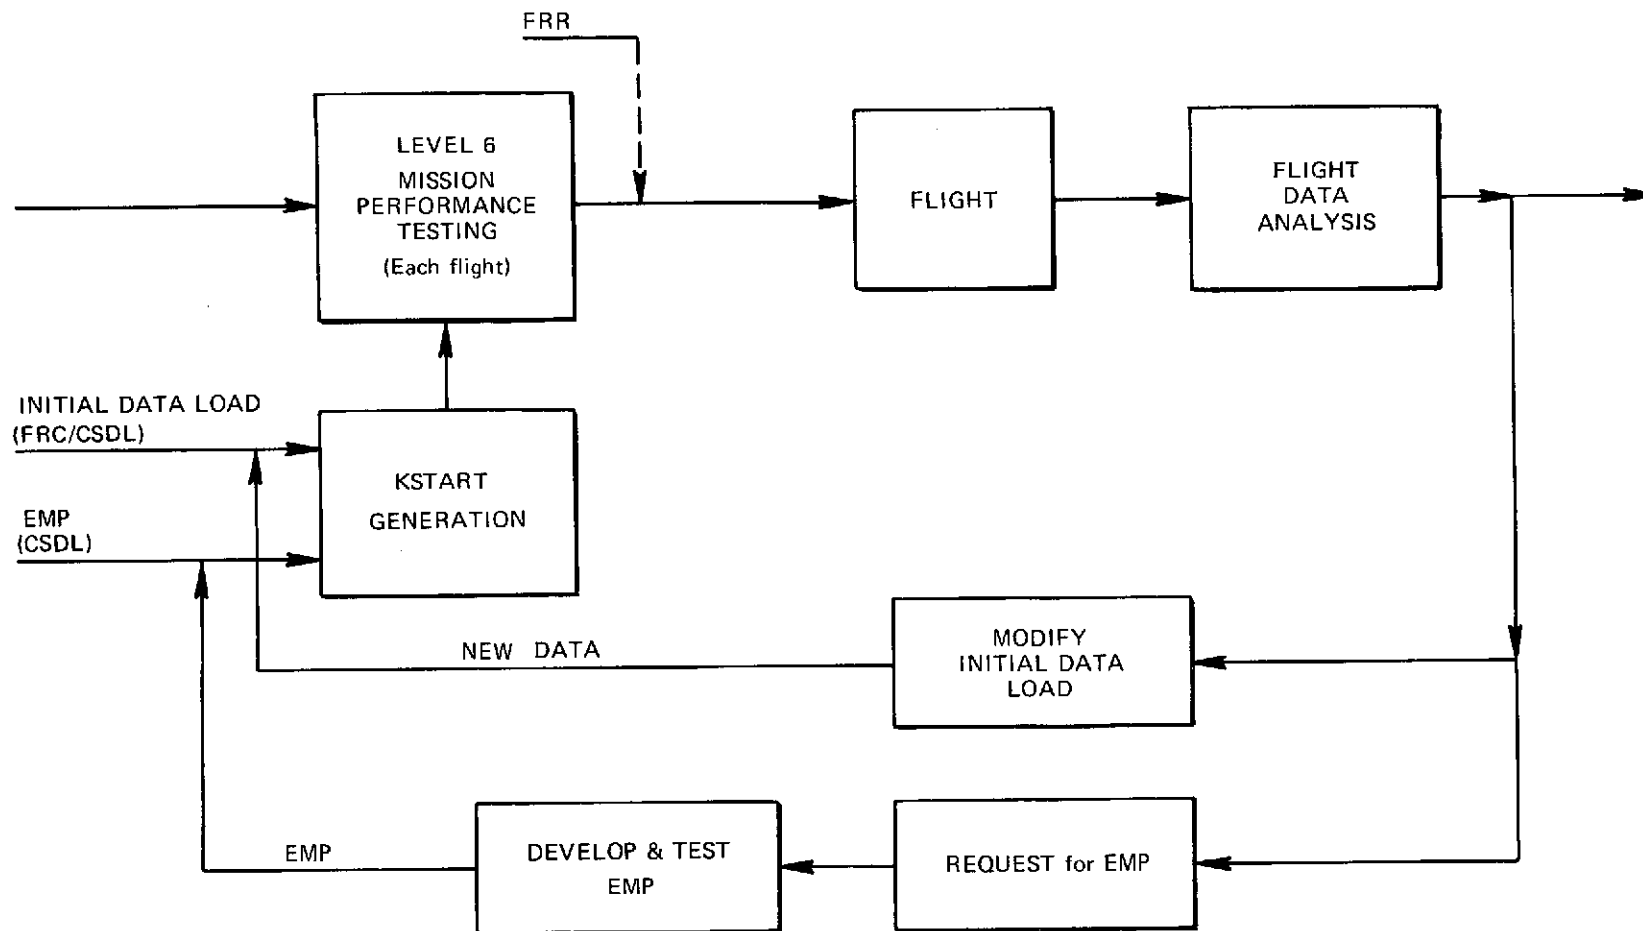 FRR
LEVEL 6
MISSION
PERFORMANCE
TESTING
(Each flight)
FLIGHT
FLIGHT
DATA
ANALYSIS
INITIAL DATA LOAD
(FRC/CSDL)
KSTART
GENERATION
EMP
(CSDL)
NEW DATA
MODIFY
INITIAL DATA
LOAD
EMP
DEVELOP & TEST
EMP
REQUEST for EMP